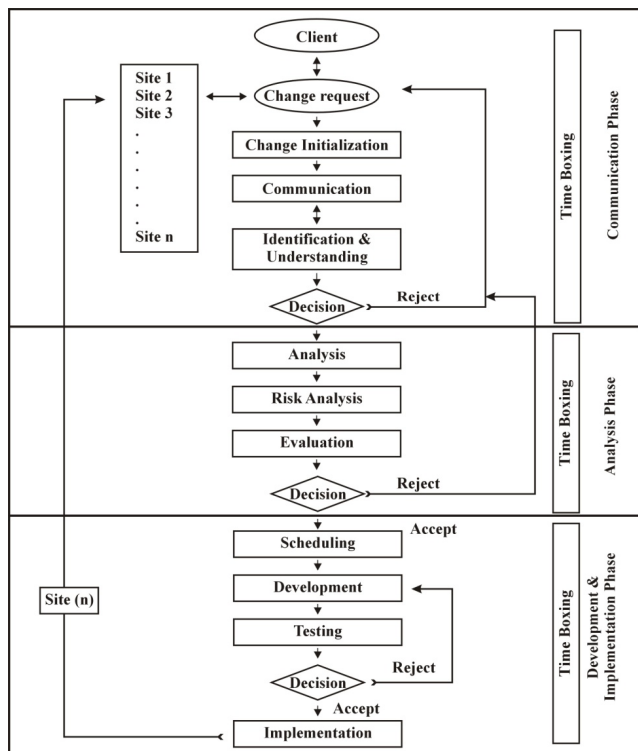 Client
Site 1
Site 2
Site 3
.
.
.
.
.
.
Site n
Change request
Change Initialization
Communication
Identification &
Understanding
Decision
Reject
Time Boxing
Communication Phase
Analysis
Risk Analysis
Evaluation
Decision
Reject
Time Boxing
Analysis Phase
Accept
Scheduling
Development
Site (n)
Testing
Decision
Reject
Accept
Implementation
Time Boxing
Development &
Implementation Phase